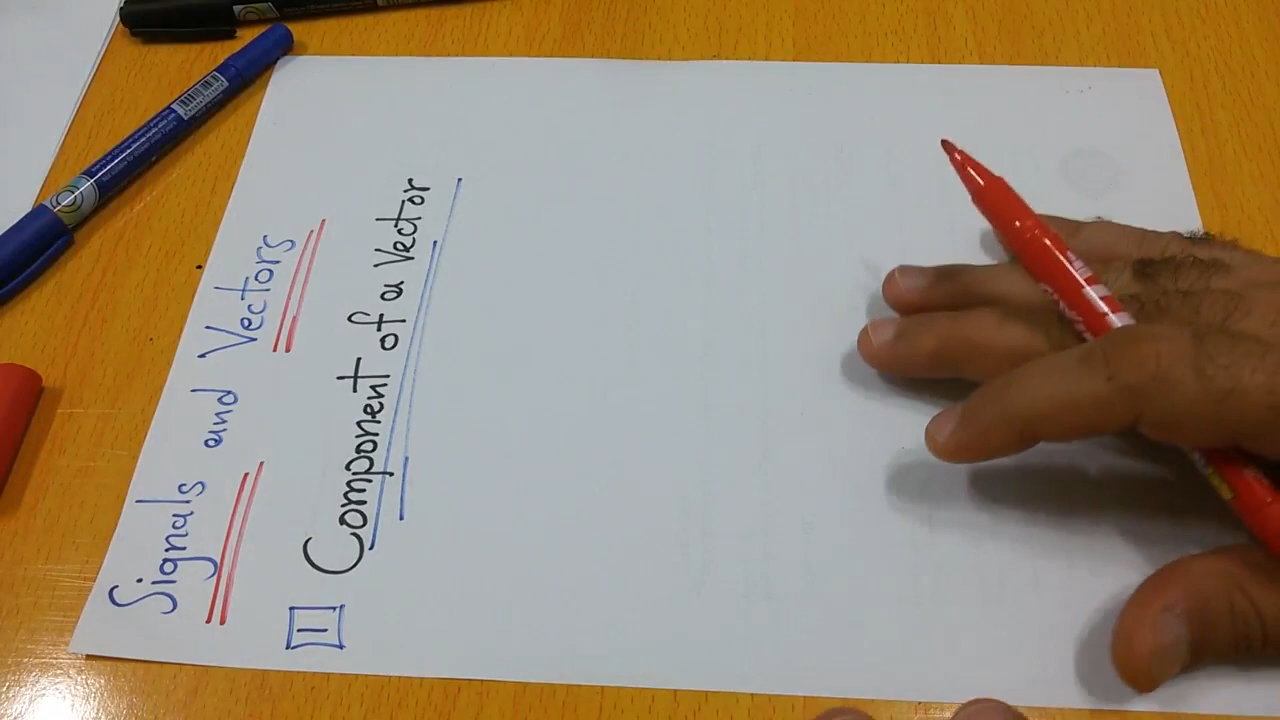 Signals and Vectors
1 Component of a Vector